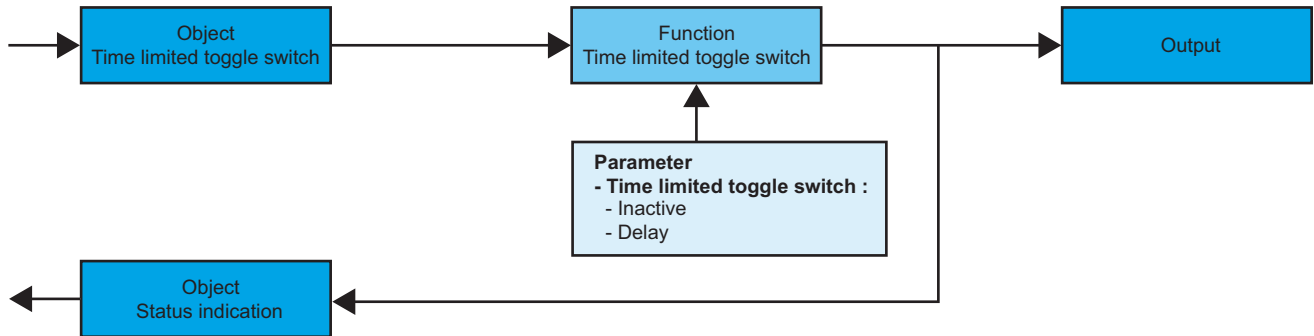 Object
Time limited toggle switch
Function
Time limited toggle switch
Output
Parameter
- Time limited toggle switch :
- Inactive
- Delay
Object
Status indication